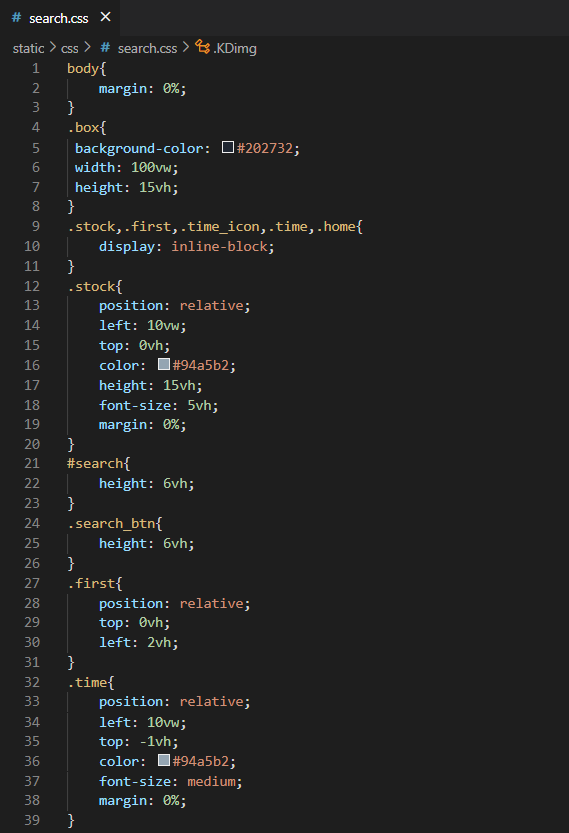 # search.css ×
static > css > # search.css > .KDimg
1 body{
2     margin: 0%;
3 }
4 .box{
5  background-color: #202732;
6  width: 100vw;
7  height: 15vh;
8 }
9 .stock,.first,.time_icon,.time,.home{
10     display: inline-block;
11 }
12 .stock{
13     position: relative;
14     left: 10vw;
15     top: 0vh;
16     color: #94a5b2;
17     height: 15vh;
18     font-size: 5vh;
19     margin: 0%;
20 }
21 #search{
22     height: 6vh;
23 }
24 .search_btn{
25     height: 6vh;
26 }
27 .first{
28     position: relative;
29     top: 0vh;
30     left: 2vh;
31 }
32 .time{
33     position: relative;
34     left: 10vw;
35     top: -1vh;
36     color: #94a5b2;
37     font-size: medium;
38     margin: 0%;
39 }